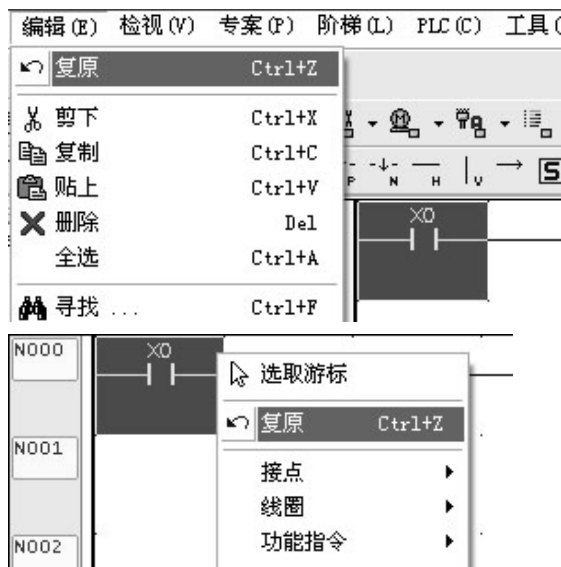 编辑(E) 检视(V) 专案(P) 阶梯(L) PLC(C) 工具(
复原 Ctrl+Z
剪下 Ctrl+X
复制 Ctrl+C
贴上 Ctrl+V
删除 Del
全选 Ctrl+A
寻找 ... Ctrl+F
P N H V S
X0
N000 X0
选取游标
复原 Ctrl+Z
N001
接点
线圈
功能指令
N002